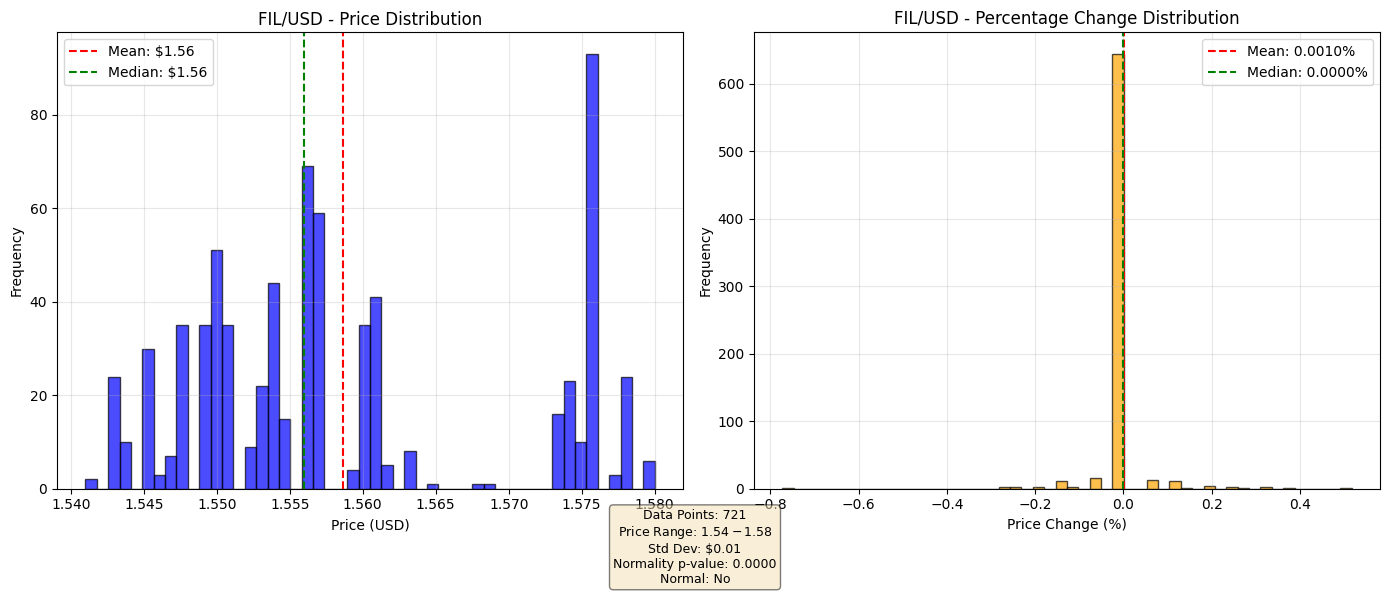 FIL/USD - Price Distribution
Mean: $1.56
Median: $1.56
Frequency
80
60
40
20
0
1.540
1.545
1.550
1.555
1.560
1.565
1.570
1.575
1.580
Price (USD)
FIL/USD - Percentage Change Distribution
Mean: 0.0010%
Median: 0.0000%
Frequency
600
500
400
300
200
100
0
−0.8
−0.6
−0.4
−0.2
0.0
0.2
0.4
Price Change (%)
Data Points: 721
Price Range: 1.54 − 1.58
Std Dev: $0.01
Normality p-value: 0.0000
Normal: No